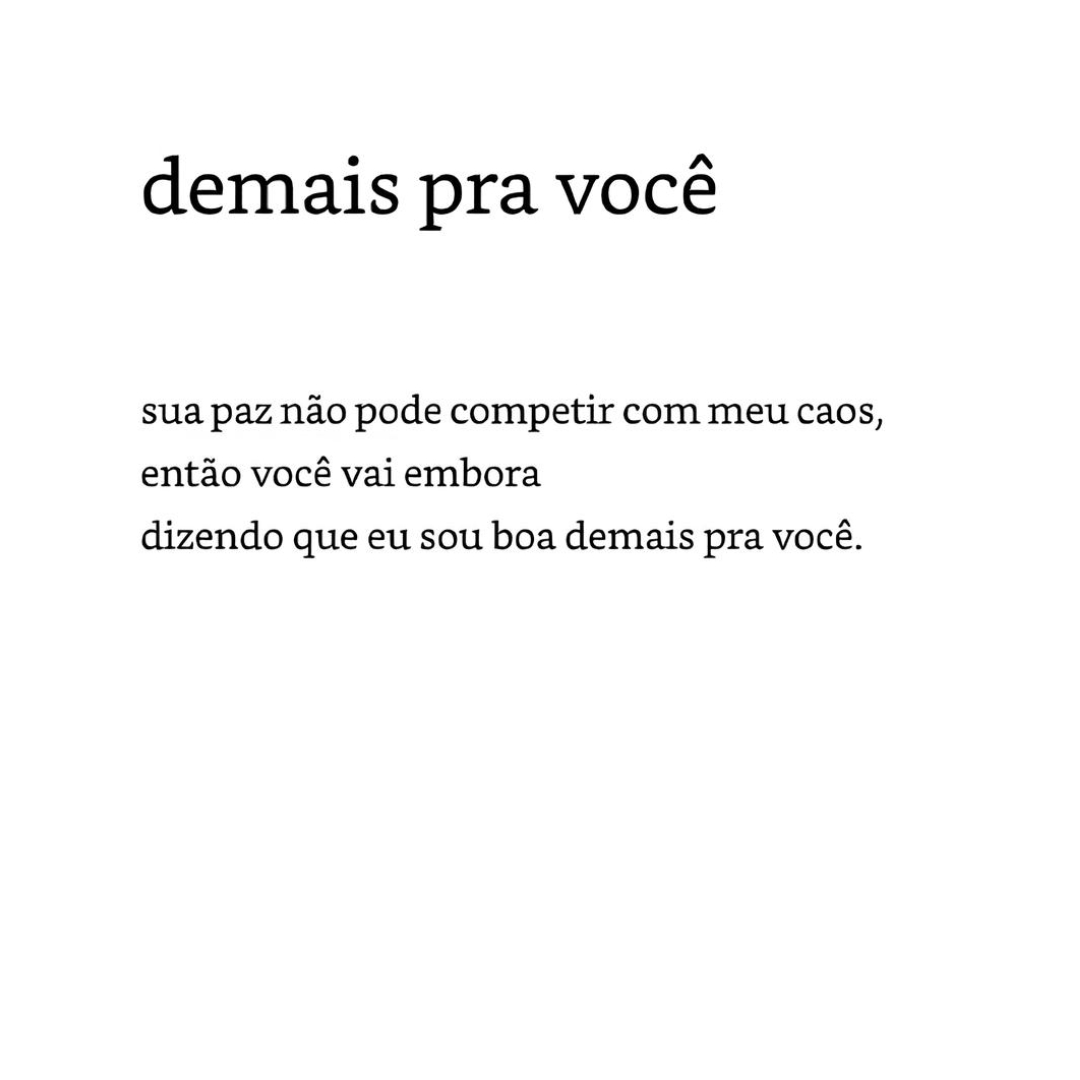 demais pra você
sua paz não pode competir com meu caos,
então você vai embora
dizendo que eu sou boa demais pra você.